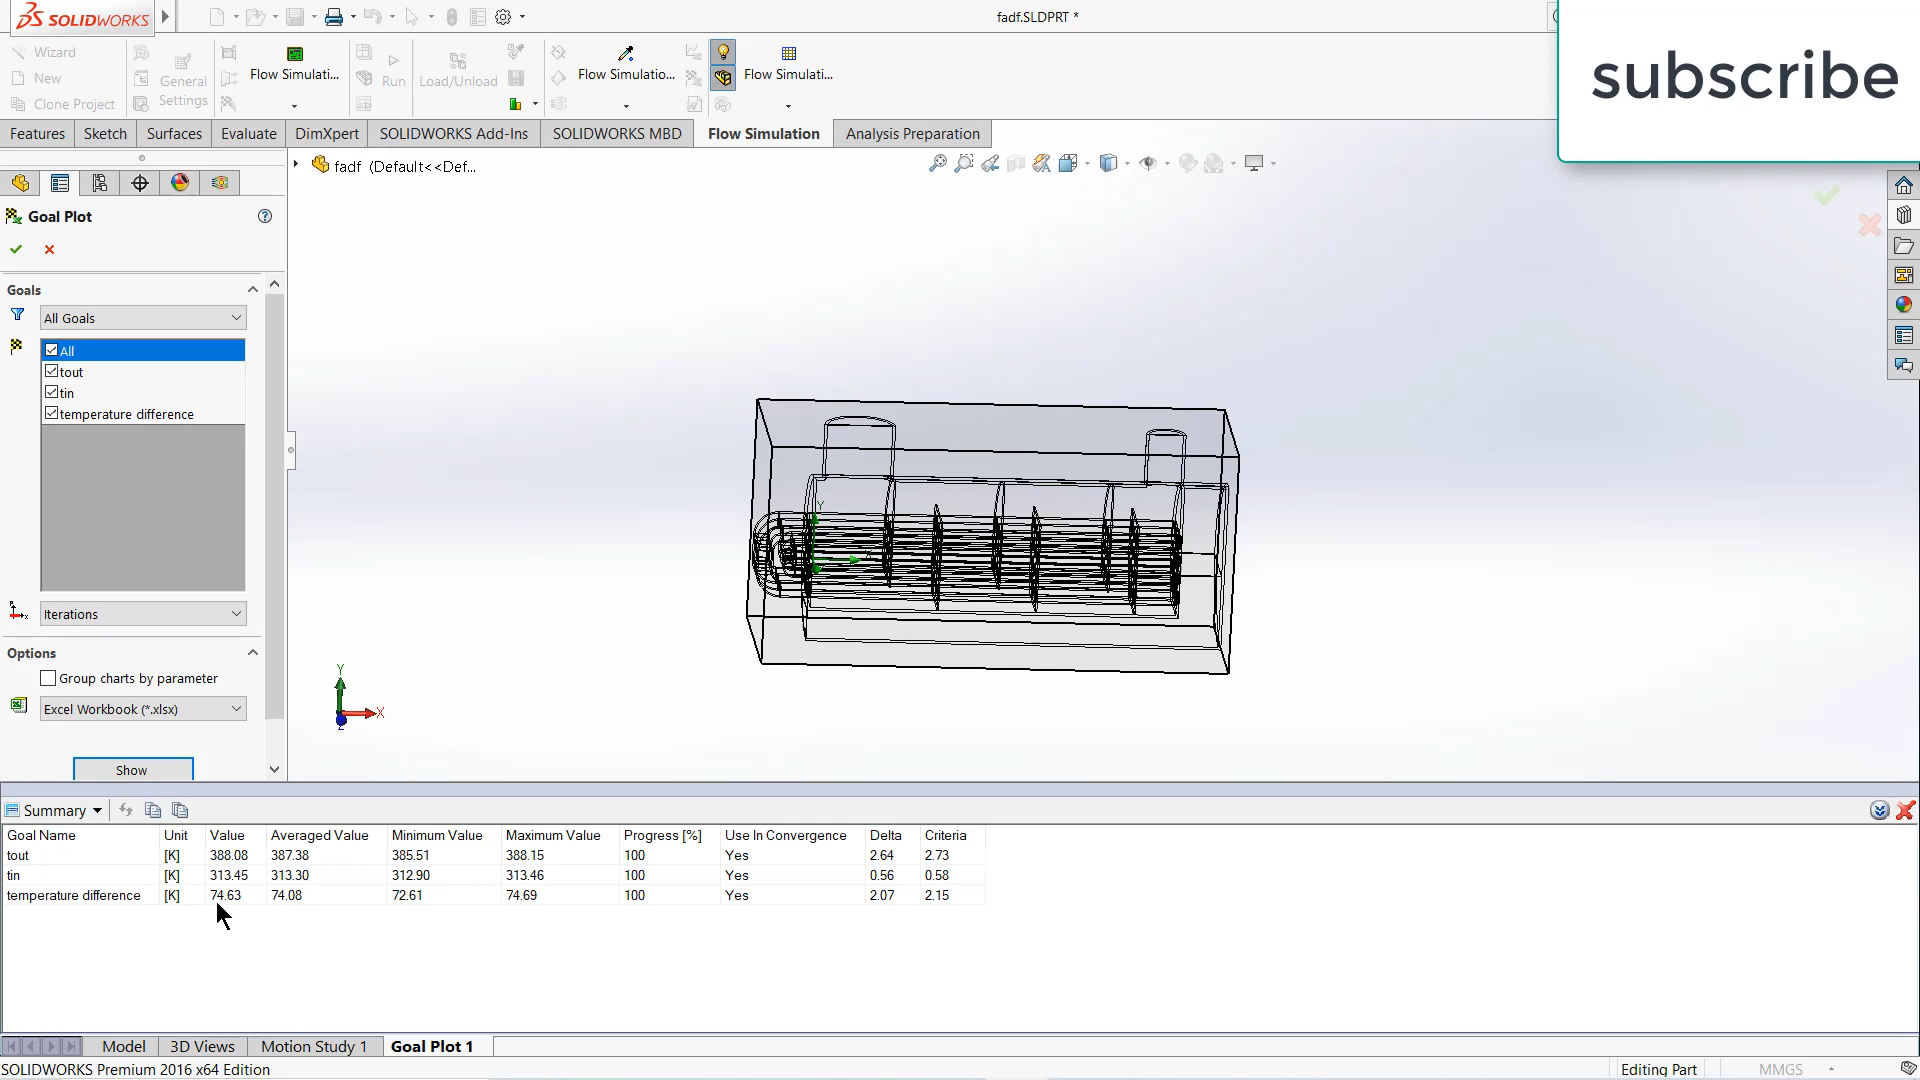 SOLIDWORKS
fadf.SLDPRT *
subscribe
Wizard
New
Clone Project
General
Settings
Flow Simulati...
Run
Load/Unload
Flow Simulatio...
Flow Simulati...
Features
Sketch
Surfaces
Evaluate
DimXpert
SOLIDWORKS Add-Ins
SOLIDWORKS MBD
Flow Simulation
Analysis Preparation
fadf (Default<<Def...
Goal Plot
Goals
All Goals
All
tout
tin
temperature difference
Iterations
Options
Group charts by parameter
Excel Workbook (*.xlsx)
Show
Y
X
Z
Y
Summary
Goal Name Unit Value Averaged Value Minimum Value Maximum Value Progress [%] Use In Convergence Delta Criteria
tout [K] 388.08 387.38 385.51 388.15 100 Yes 2.64 2.73
tin [K] 313.45 313.30 312.90 313.46 100 Yes 0.56 0.58
temperature difference [K] 74.63 74.08 72.61 74.69 100 Yes 2.07 2.15
Model
3D Views
Motion Study 1
Goal Plot 1
SOLIDWORKS Premium 2016 x64 Edition
Editing Part
MMGS